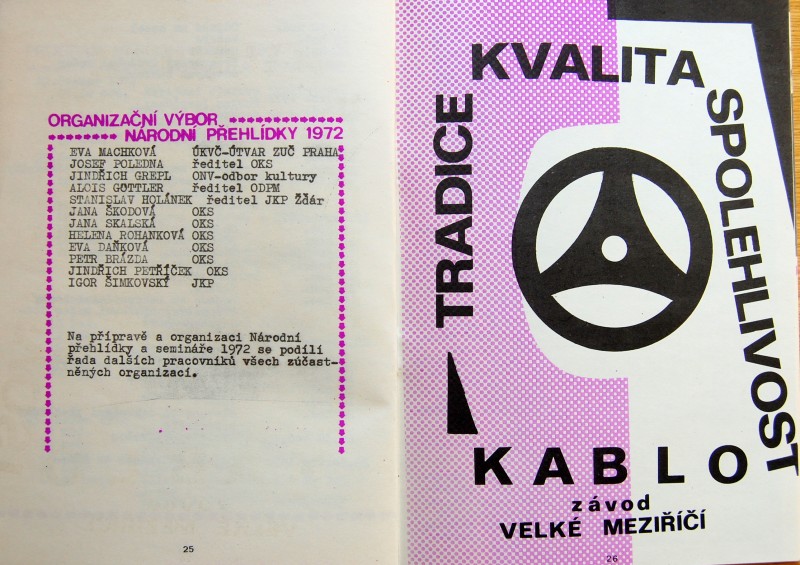 ORGANIZAČNÍ VÝBOR
NÁRODNÍ PŘEHLÍDKY 1972
EVA MACHKOVÁ ÚKVČ-ÚTVAR ZUČ PRAHA
JOSEF POLEDNA ředitel OKS
JINDŘICH GREPL ONV-odbor kultury
ALOIS GÖTTLER ředitel ODPM
STANISLAV HOLÁNEK ředitel JKP Žďár
JANA ŠKODOVÁ OKS
JANA SKALSKÁ OKS
HELENA ROHANKOVÁ OKS
EVA DAŇKOVÁ OKS
PETR BRÁZDA OKS
JINDŘICH PETŘÍČEK OKS
IGOR ŠIMKOVSKÝ JKP
Na přípravě a organizaci Národní
přehlídky a semináře 1972 se podílí
řada dalších pracovníků všech zúčast-
něných organizací.
25
TRADICE
KVALITA
SPOLEHLIVOST
KABLO
závod
VELKÉ MEZIŘÍČÍ
26